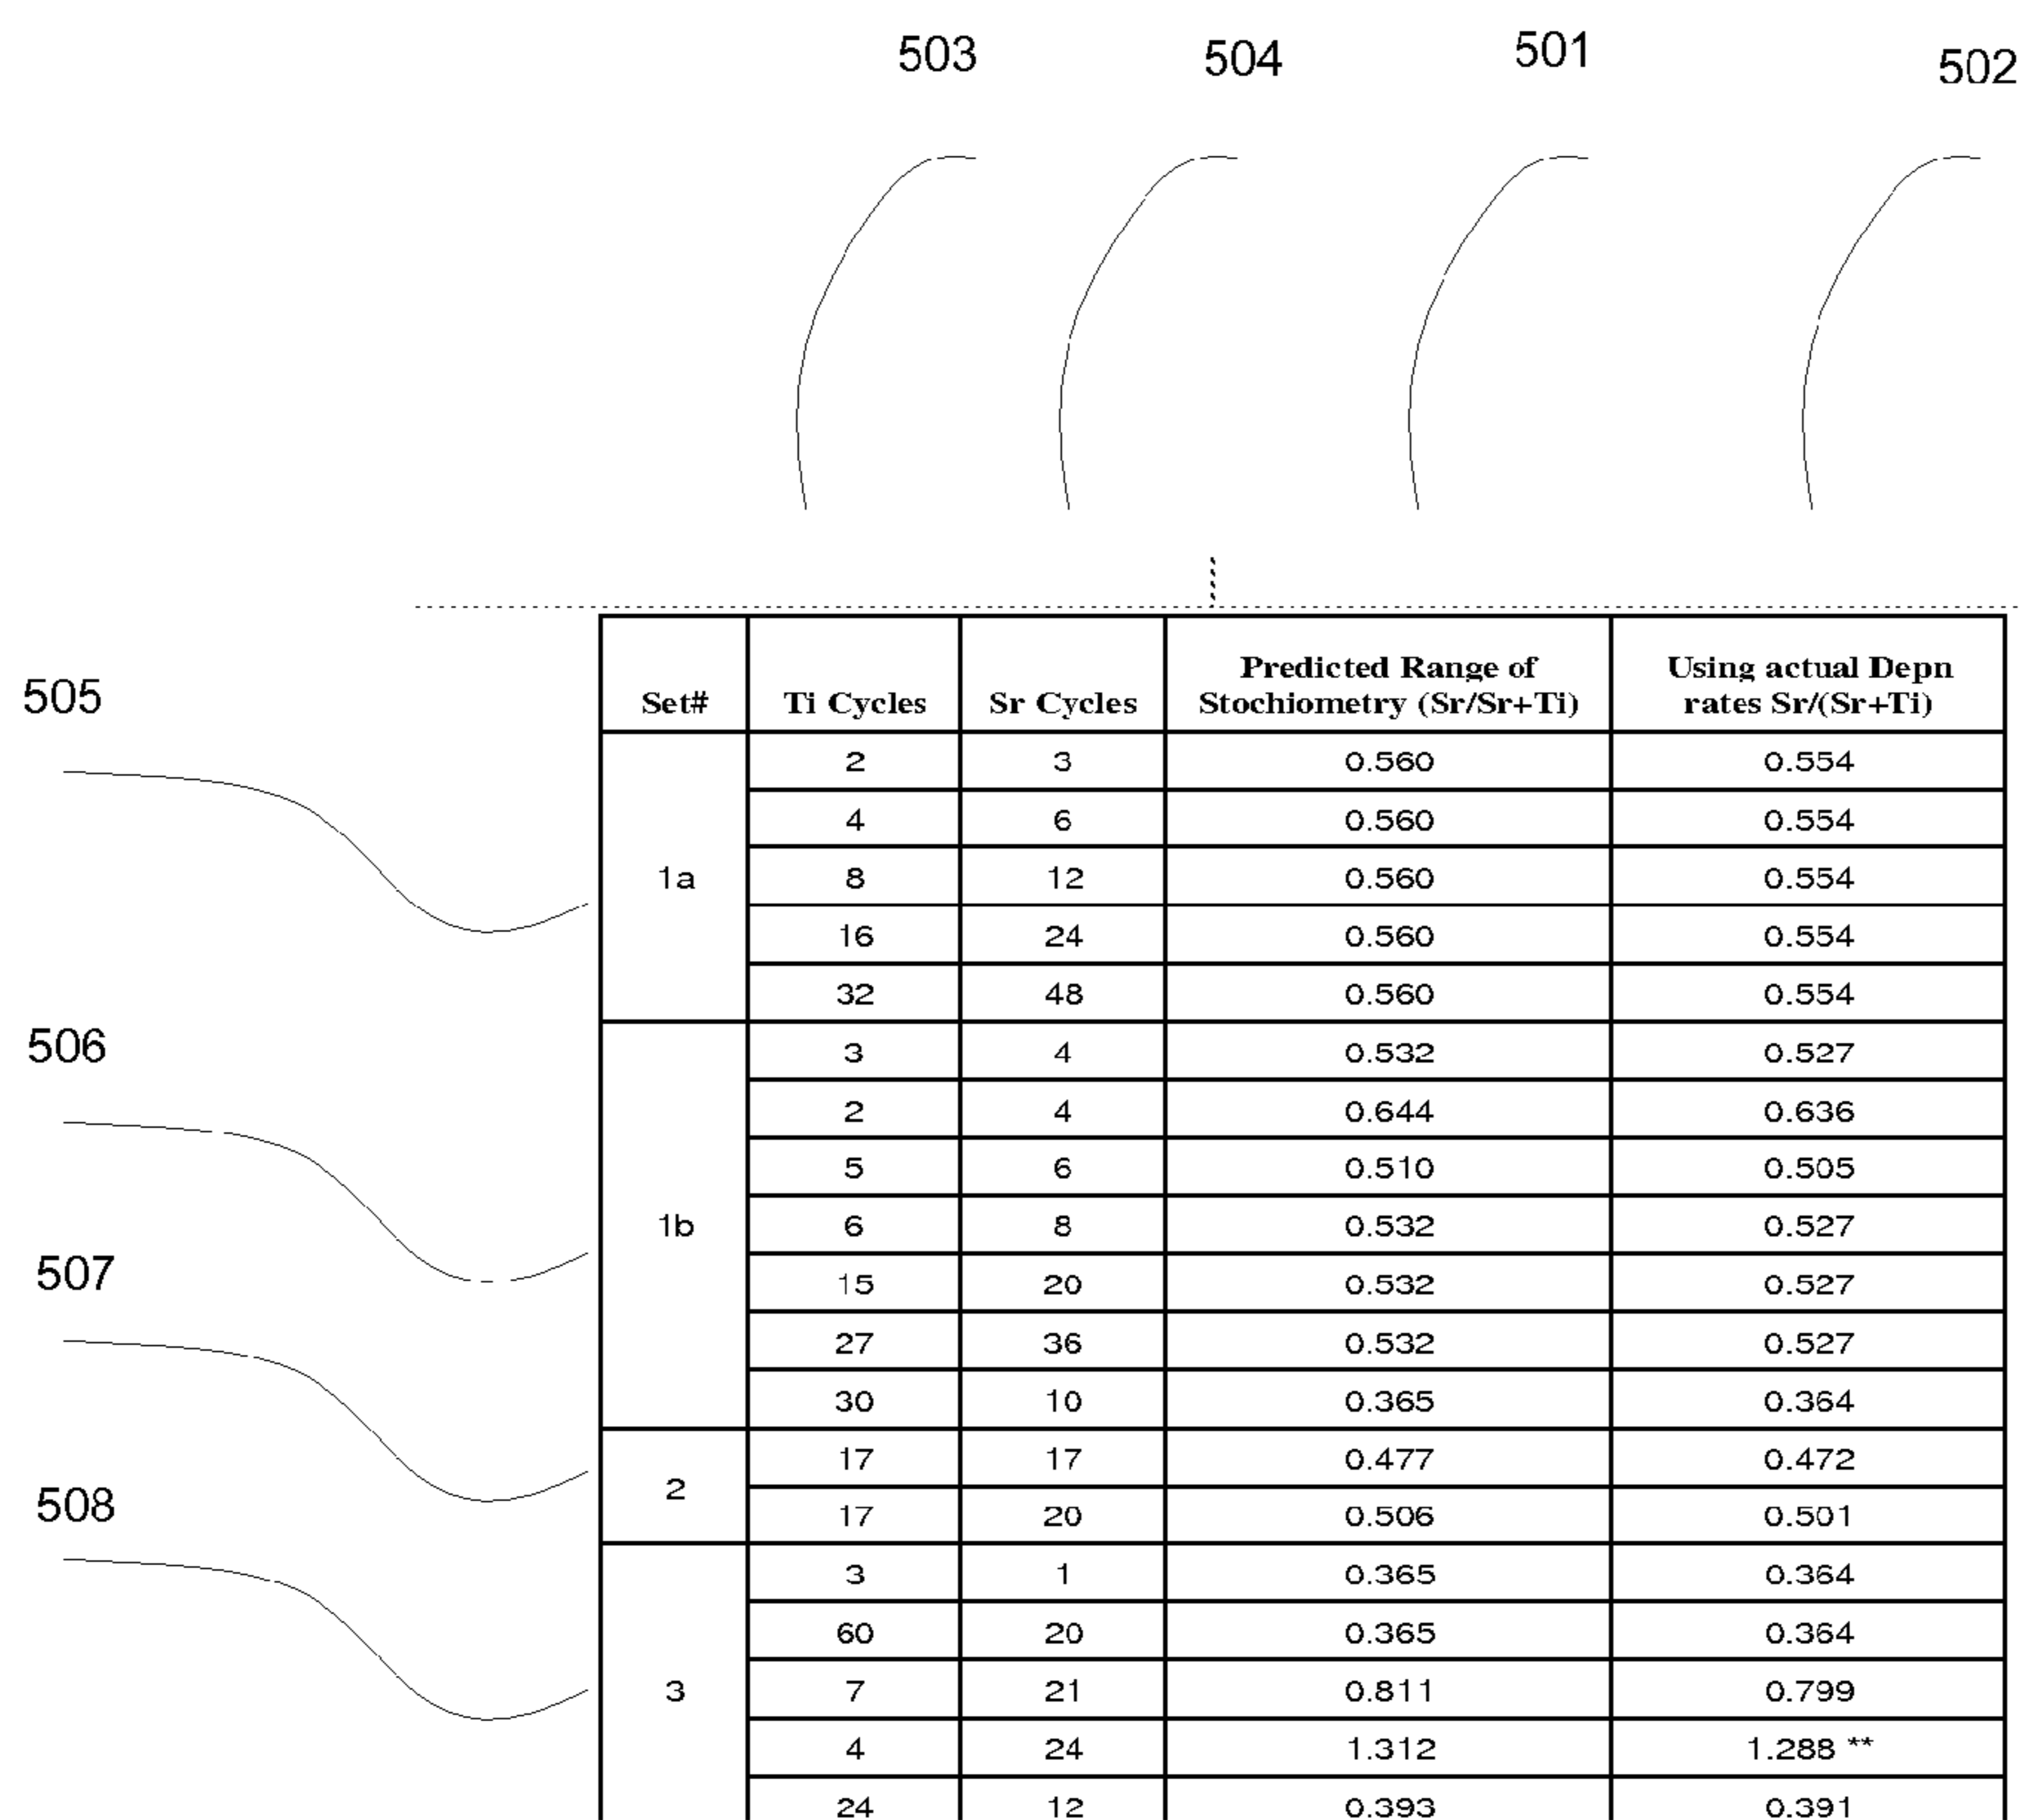 503 504 501 502
Set# Ti Cycles Sr Cycles Predicted Range of Stochiometry (Sr/Sr+Ti) Using actual Depn rates Sr/(Sr+Ti)
505
2 3 0.560 0.554
4 6 0.560 0.554
1a 8 12 0.560 0.554
16 24 0.560 0.554
32 48 0.560 0.554
506
3 4 0.532 0.527
2 4 0.644 0.636
5 6 0.510 0.505
1b 6 8 0.532 0.527
507
15 20 0.532 0.527
27 36 0.532 0.527
30 10 0.365 0.364
17 17 0.477 0.472
2
508
17 20 0.506 0.501
3 1 0.365 0.364
60 20 0.365 0.364
3 7 21 0.811 0.799
4 24 1.312 1.288 **
24 12 0.393 0.391